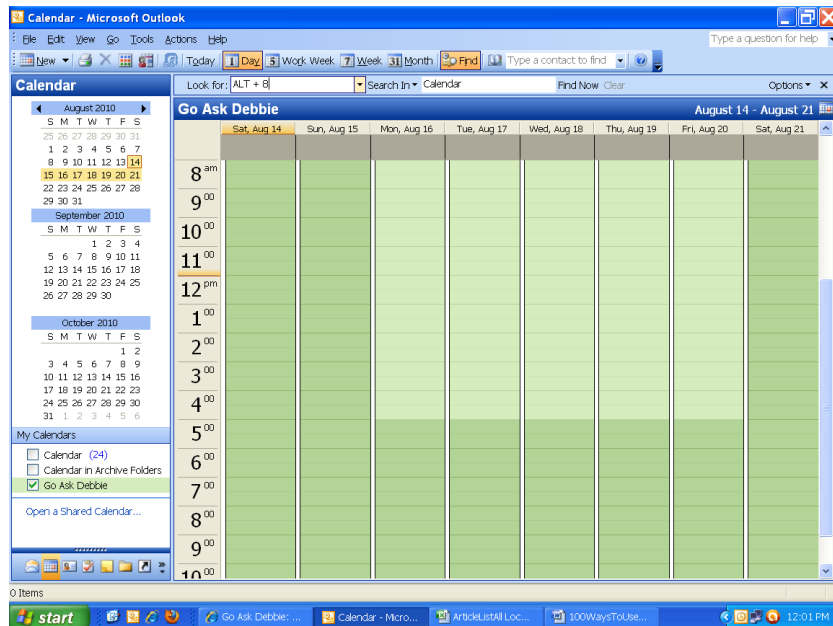 Calendar - Microsoft Outlook
File Edit View Go Tools Actions Help
Type a question for help
New Today 1 Day 5 Work Week 7 Week 31 Month Find Type a contact to find
Calendar
Look for: ALT + 8 Search In Calendar Find Now Clear Options
August 2010
S M T W T F S
25 26 27 28 29 30 31
1 2 3 4 5 6 7
8 9 10 11 12 13 14
15 16 17 18 19 20 21
22 23 24 25 26 27 28
29 30 31
September 2010
S M T W T F S
1 2 3 4
5 6 7 8 9 10 11
12 13 14 15 16 17 18
19 20 21 22 23 24 25
26 27 28 29 30
October 2010
S M T W T F S
1 2
3 4 5 6 7 8 9
10 11 12 13 14 15 16
17 18 19 20 21 22 23
24 25 26 27 28 29 30
31 1 2 3 4 5 6
My Calendars
Calendar (24)
Calendar in Archive Folders
Go Ask Debbie
Open a Shared Calendar...
Go Ask Debbie August 14 - August 21
Sat, Aug 14 Sun, Aug 15 Mon, Aug 16 Tue, Aug 17 Wed, Aug 18 Thu, Aug 19 Fri, Aug 20 Sat, Aug 21
8 am
9 00
10 00
11 00
12 pm
1 00
2 00
3 00
4 00
5 00
6 00
7 00
8 00
9 00
10 00
0 Items
start Go Ask Debbie: ... Calendar - Micro... ArticleListAll Loc... 100WaysToUse... 12:01 PM